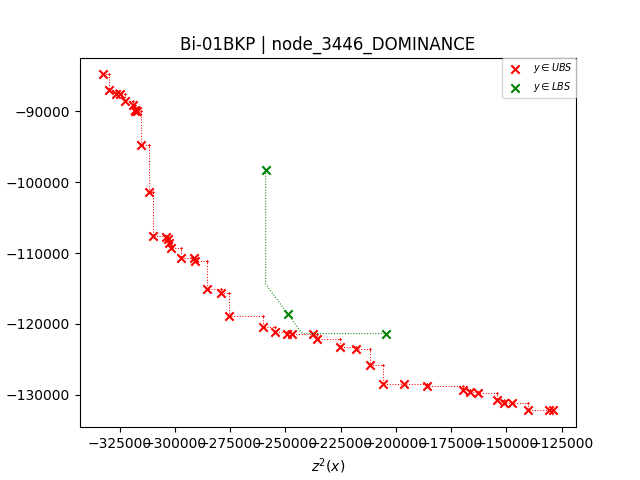 Bi-01BKP | node_3446_DOMINANCE
y ∈ UBS
y ∈ LBS
−90000
−100000
−110000
−120000
−130000
−325000 −300000 −275000 −250000 −225000 −200000 −175000 −150000 −125000
z²(x)